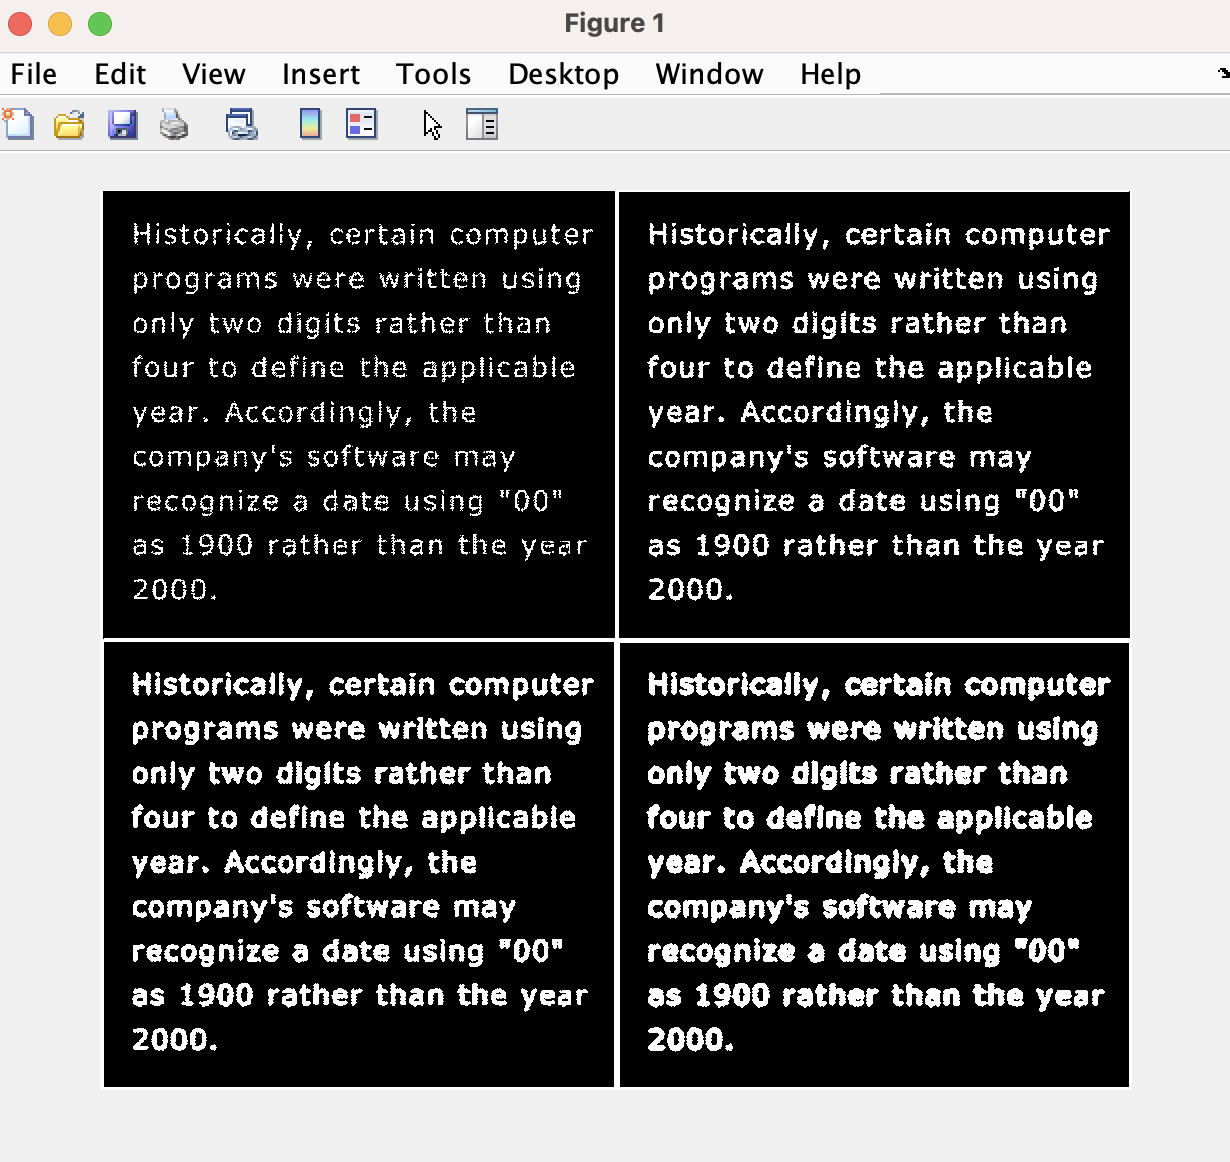 Figure 1
File Edit View Insert Tools Desktop Window Help
Historically, certain computer
programs were written using
only two digits rather than
four to define the applicable
year. Accordingly, the
company's software may
recognize a date using "00"
as 1900 rather than the year
2000.
Historically, certain computer
programs were written using
only two digits rather than
four to define the applicable
year. Accordingly, the
company's software may
recognize a date using "00"
as 1900 rather than the year
2000.
Historically, certain computer
programs were written using
only two digits rather than
four to define the applicable
year. Accordingly, the
company's software may
recognize a date using "00"
as 1900 rather than the year
2000.
Historically, certain computer
programs were written using
only two digits rather than
four to define the applicable
year. Accordingly, the
company's software may
recognize a date using "00"
as 1900 rather than the year
2000.